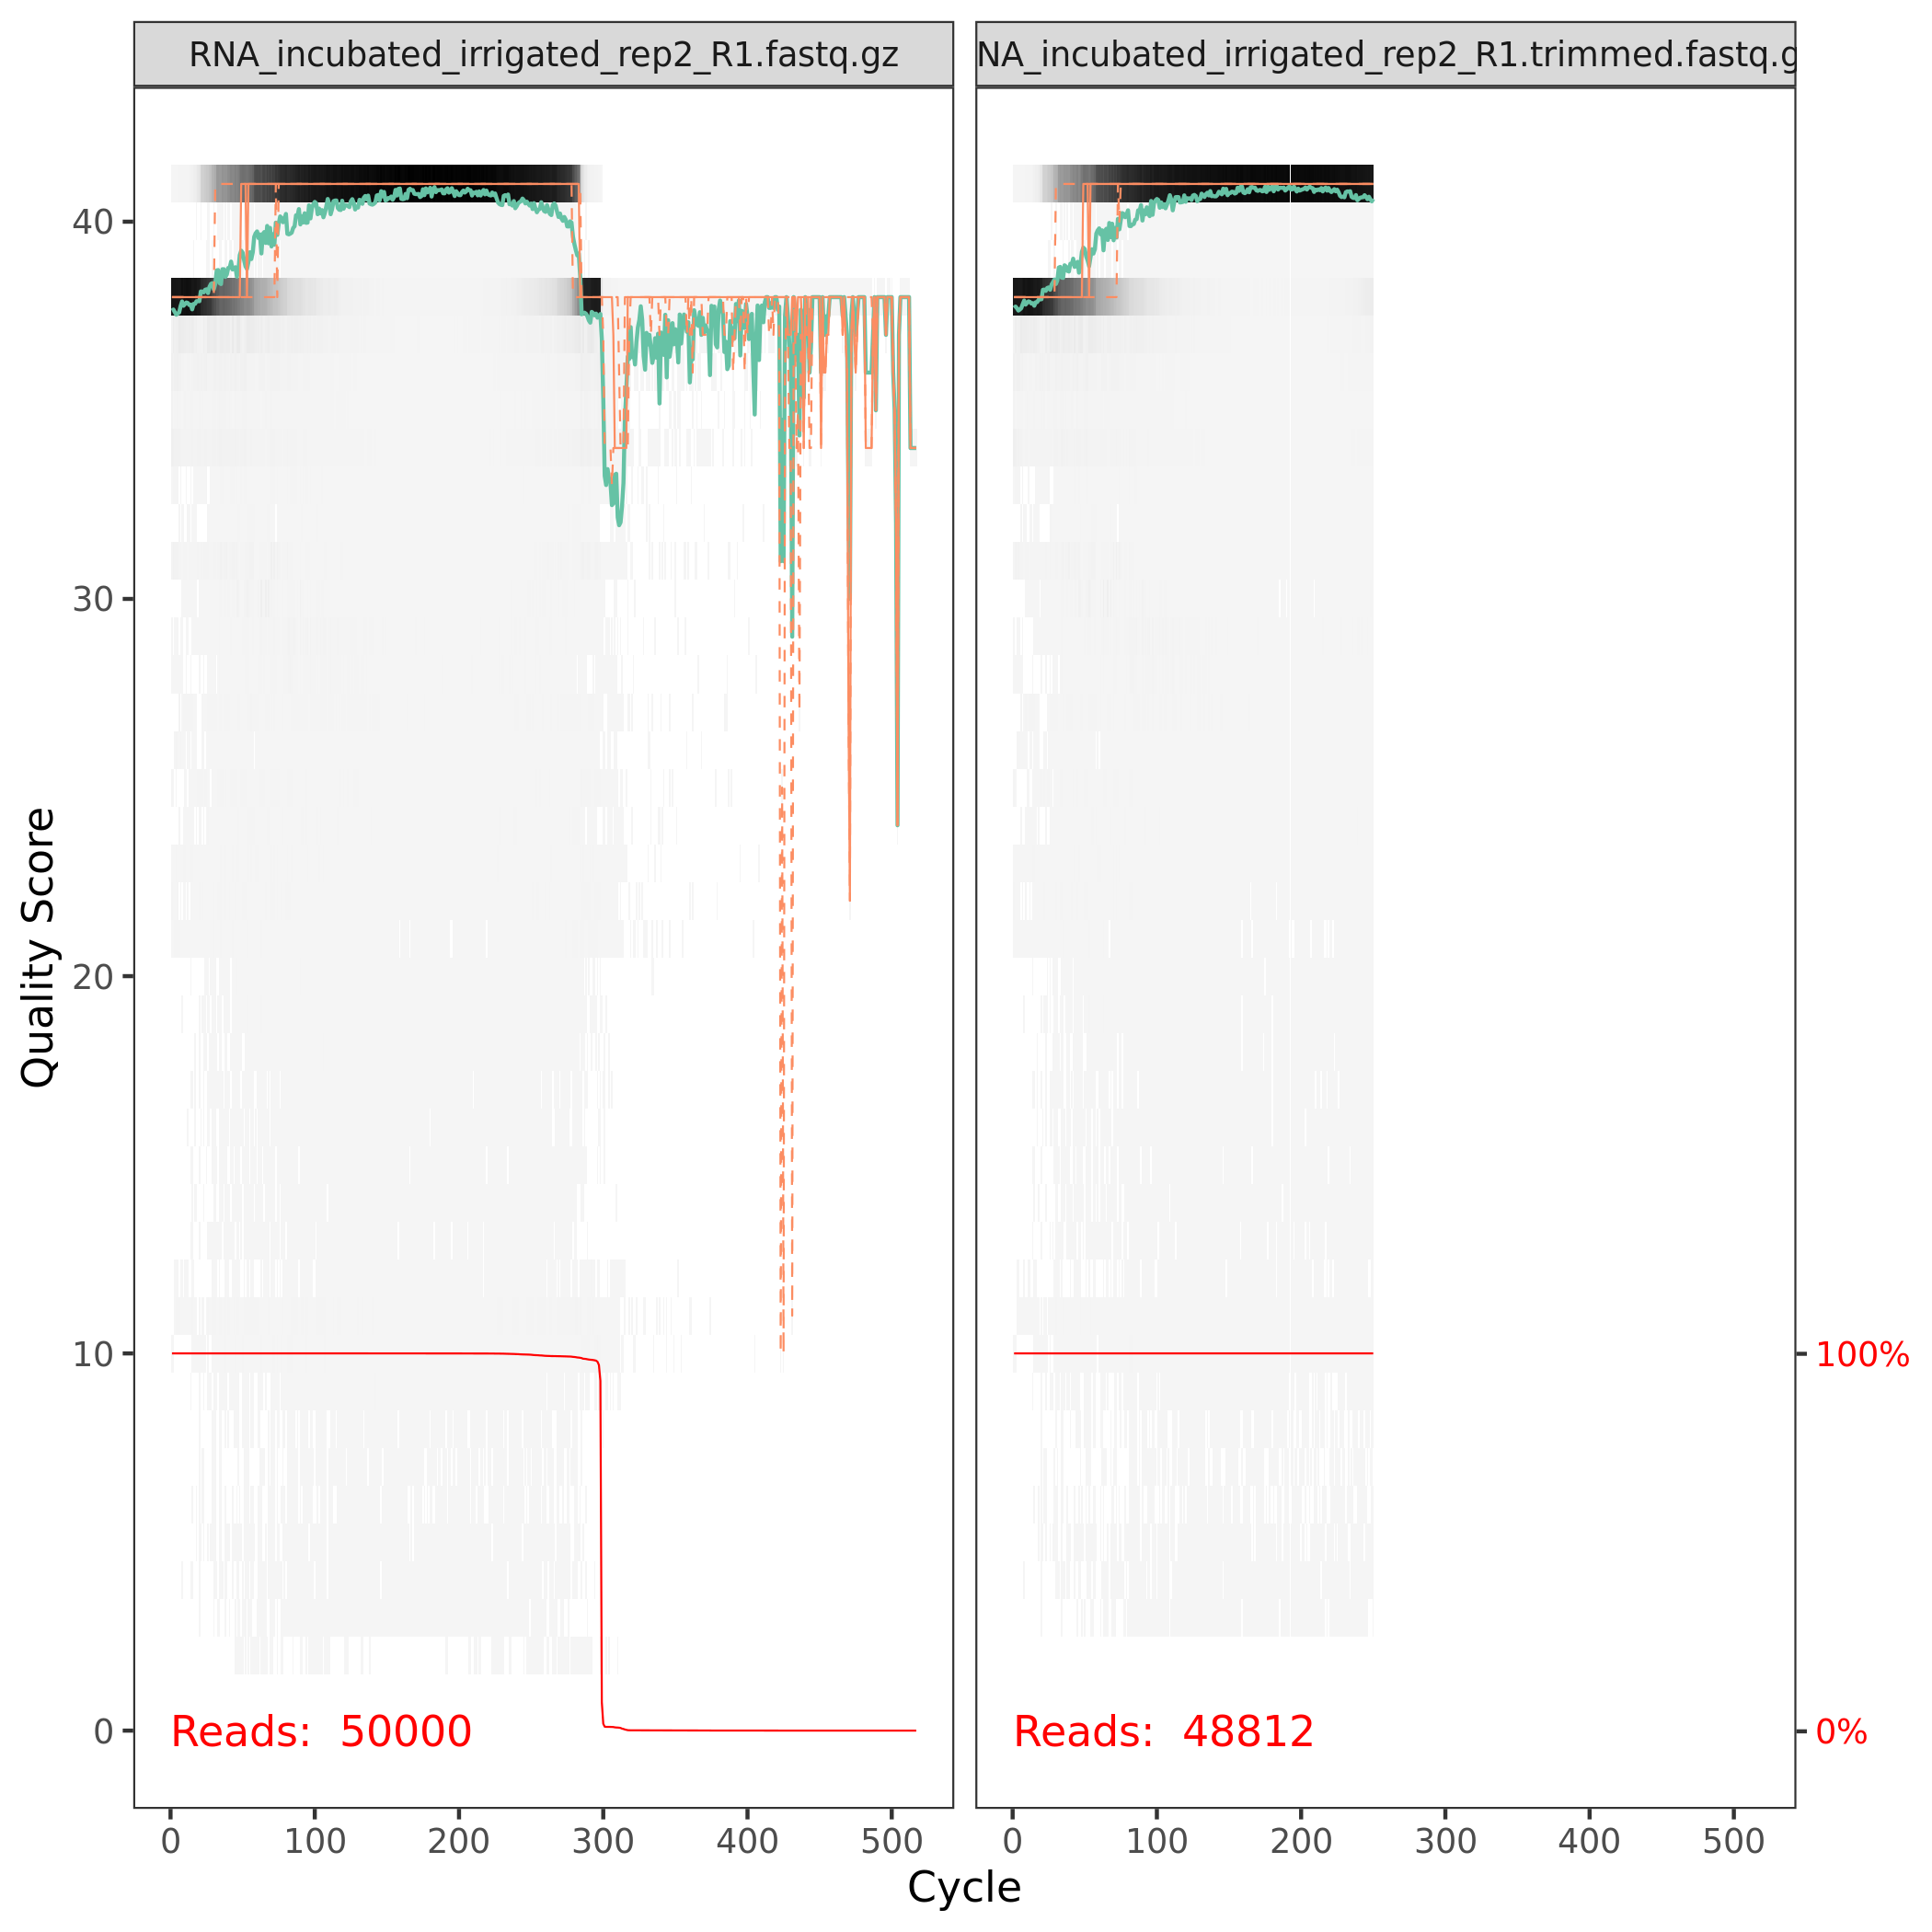 RNA_incubated_irrigated_rep2_R1.fastq.gz
NA_incubated_irrigated_rep2_R1.trimmed.fastq.g
Quality Score
40
30
20
10
0
Reads: 50000
Reads: 48812
100%
0%
0 100 200 300 400 500
0 100 200 300 400 500
Cycle